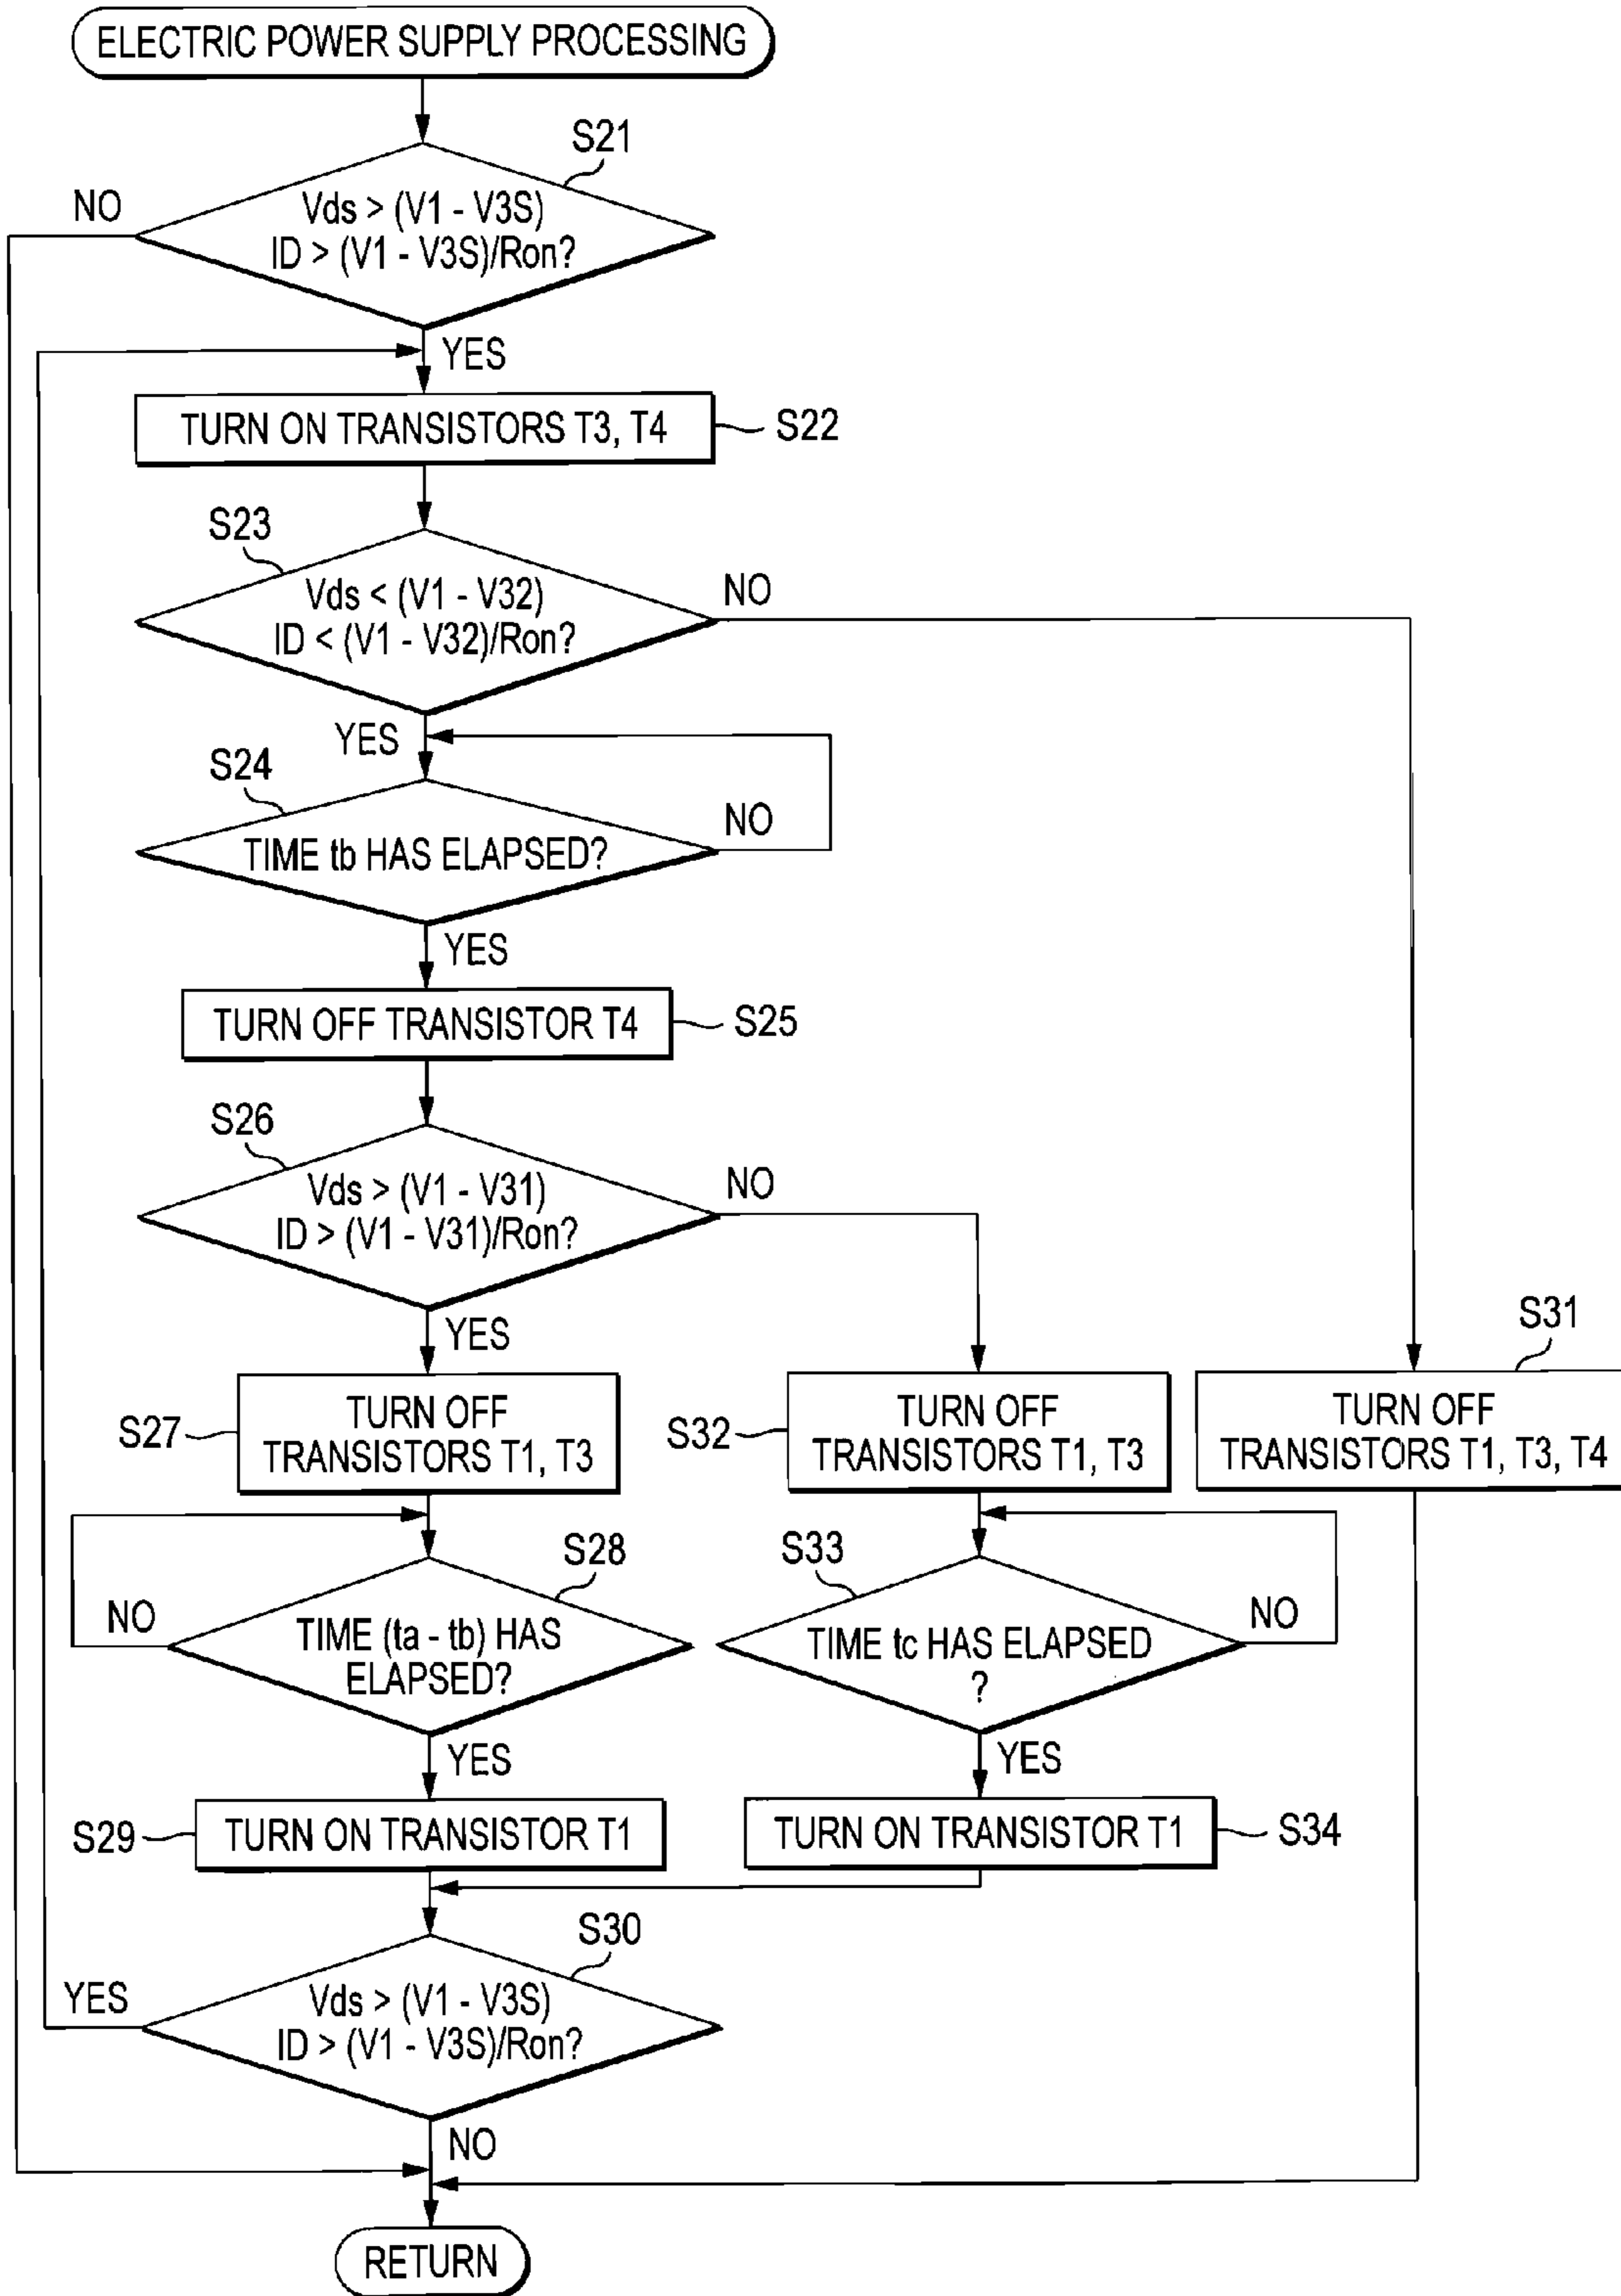 ELECTRIC POWER SUPPLY PROCESSING
S21
NO
Vds > (V1 - V3S)
ID > (V1 - V3S)/Ron?
YES
TURN ON TRANSISTORS T3, T4
S22
S23
Vds < (V1 - V32)
ID < (V1 - V32)/Ron?
NO
YES
S24
NO
TIME tb HAS ELAPSED?
YES
TURN OFF TRANSISTOR T4
S25
S26
Vds > (V1 - V31)
ID > (V1 - V31)/Ron?
NO
YES
S31
S27
TURN OFF
TRANSISTORS T1, T3
S32
TURN OFF
TRANSISTORS T1, T3
TURN OFF
TRANSISTORS T1, T3, T4
S28
NO
TIME (ta - tb) HAS
ELAPSED?
S33
NO
TIME tc HAS ELAPSED
?
YES
YES
S29
TURN ON TRANSISTOR T1
TURN ON TRANSISTOR T1
S34
S30
YES
Vds > (V1 - V3S)
ID > (V1 - V3S)/Ron?
NO
RETURN